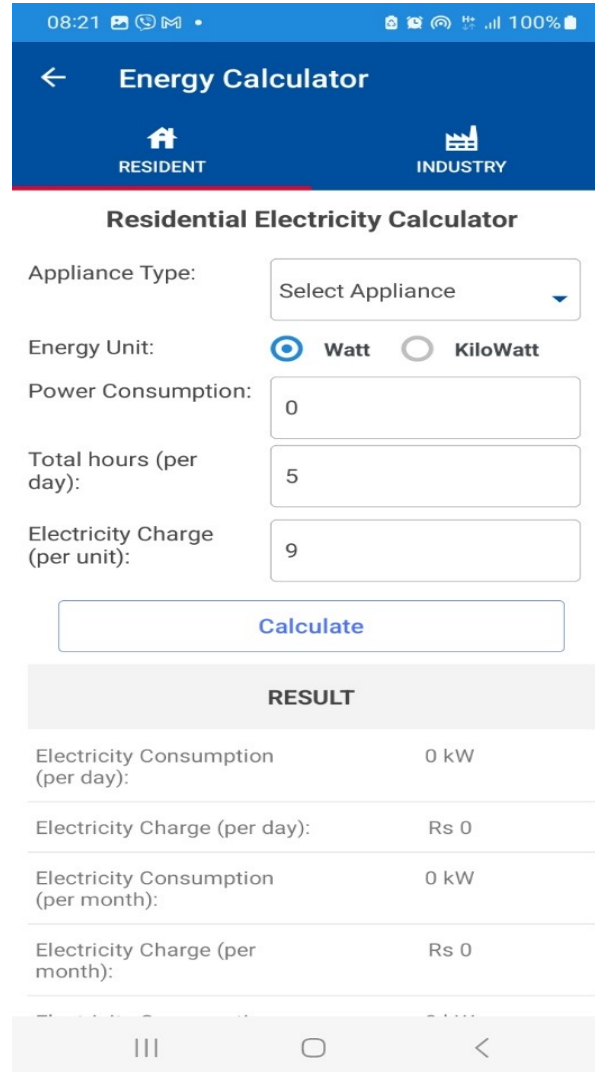 08:21 100%
Energy Calculator
RESIDENT INDUSTRY
Residential Electricity Calculator
Appliance Type: Select Appliance
Energy Unit: Watt KiloWatt
Power Consumption: 0
Total hours (per
day): 5
Electricity Charge
(per unit): 9
Calculate
RESULT
Electricity Consumption 0 kW
(per day):
Electricity Charge (per day): Rs 0
Electricity Consumption 0 kW
(per month):
Electricity Charge (per Rs 0
month):